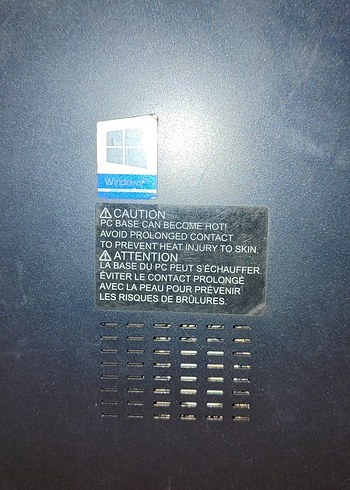 Windows
CAUTION
PC BASE CAN BECOME HOT!
AVOID PROLONGED CONTACT
TO PREVENT HEAT INJURY TO SKIN.
ATTENTION
LA BASE DU PC PEUT S'ÉCHAUFFER.
ÉVITER LE CONTACT PROLONGÉ
AVEC LA PEAU POUR PRÉVENIR
LES RISQUES DE BRÛLURES.